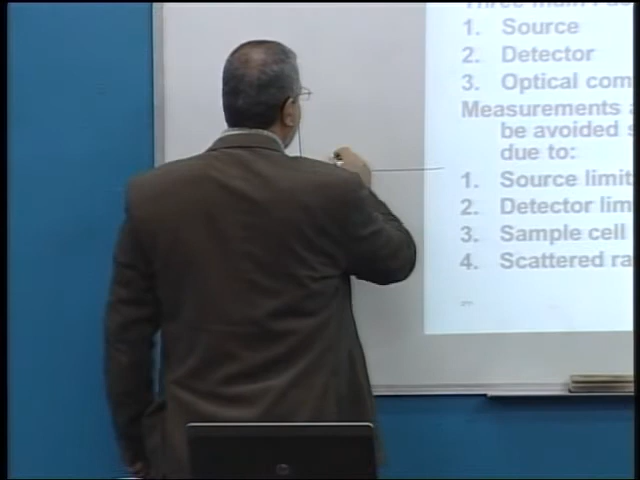 1. Source
2. Detector
3. Optical com
Measurements
be avoided
due to:
1. Source limit
2. Detector lim
3. Sample cell
4. Scattered ra